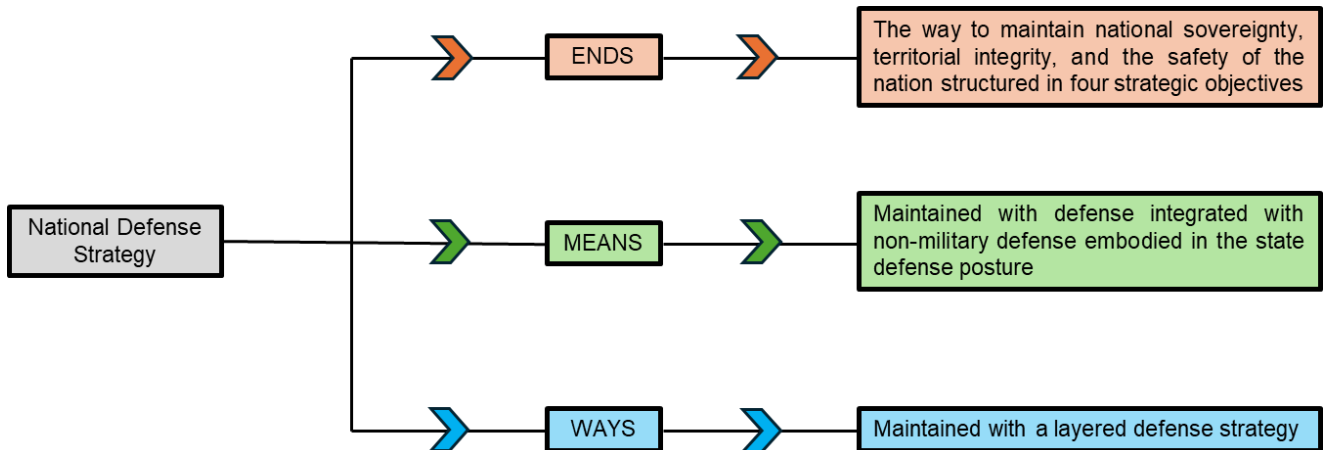 ENDS
The way to maintain national sovereignty,
territorial integrity, and the safety of the
nation structured in four strategic objectives
National Defense
Strategy
MEANS
Maintained with defense integrated with
non-military defense embodied in the state
defense posture
WAYS
Maintained with a layered defense strategy